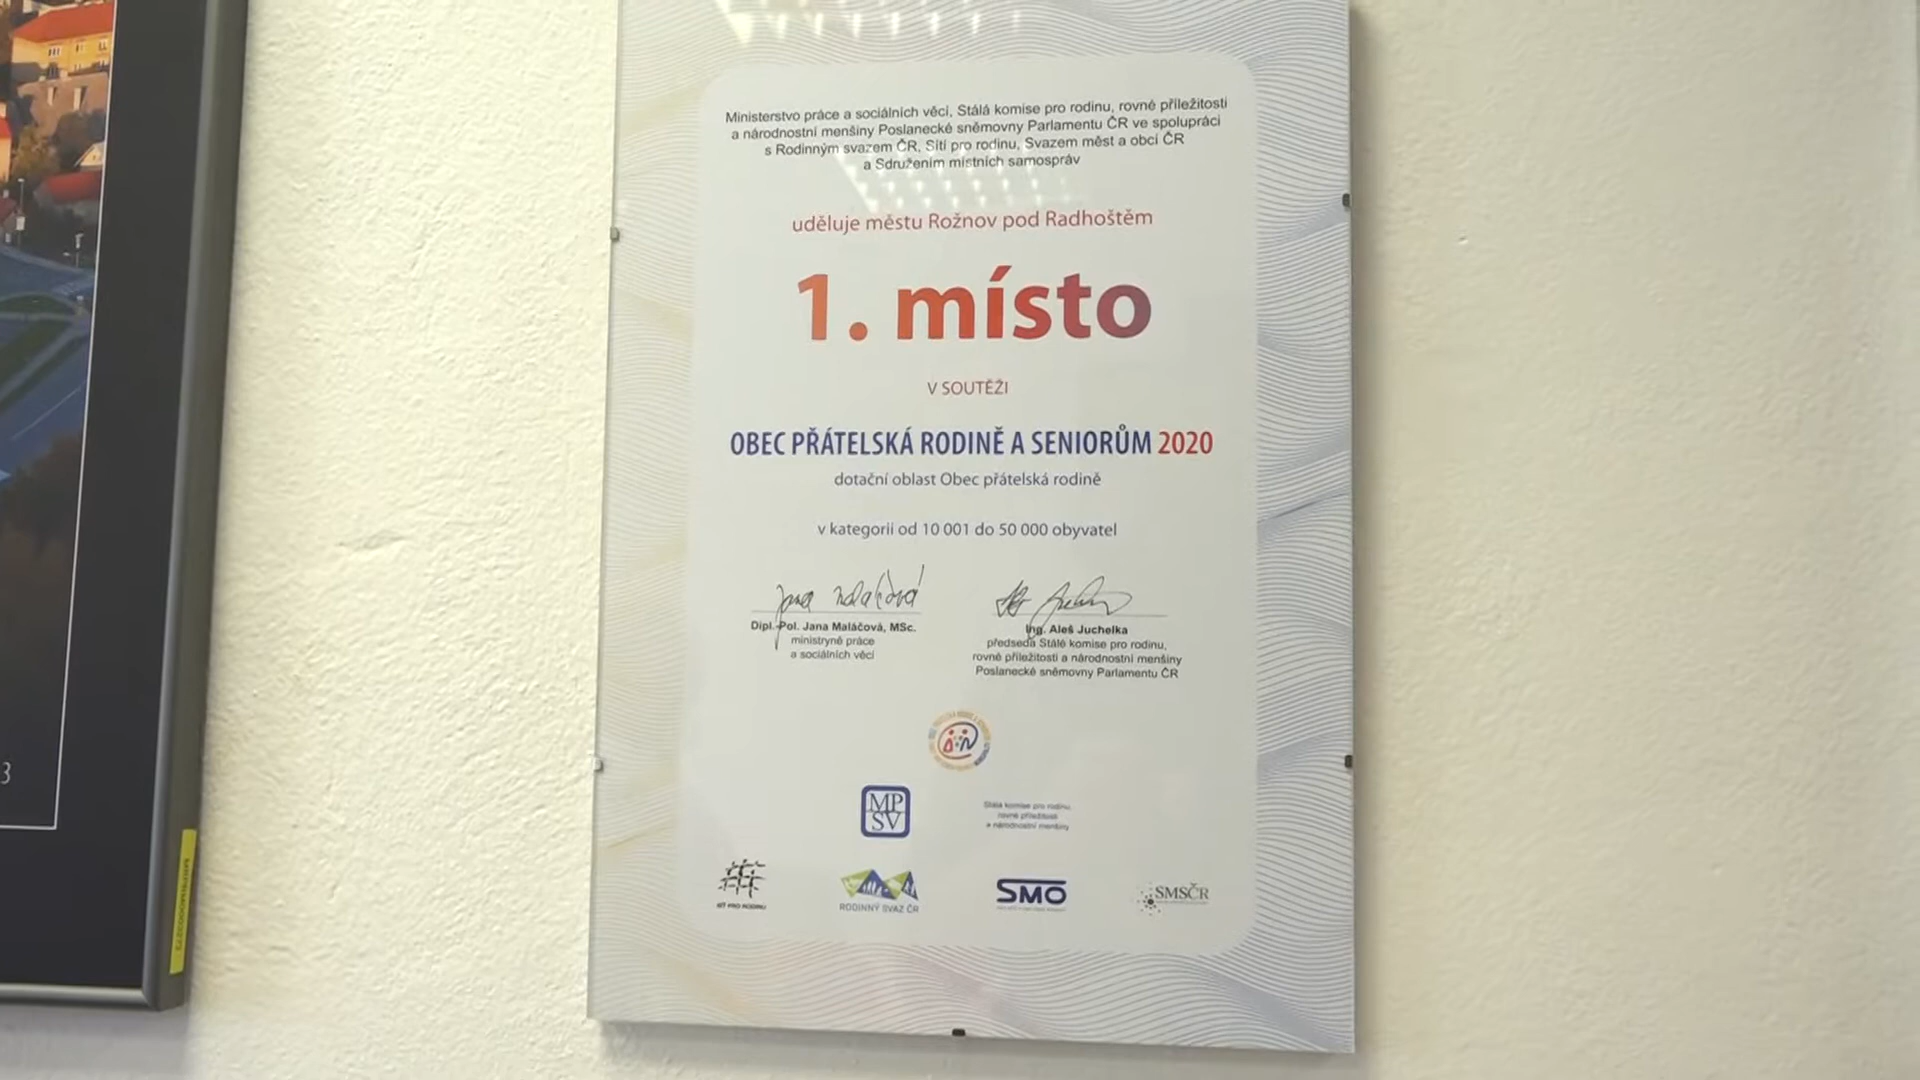 Ministerstvo práce a sociálních věcí, Stálá komise pro rodinu, rovné příležitosti
a národnostní menšiny Poslanecké sněmovny Parlamentu ČR ve spolupráci
s Rodinným svazem ČR, Sítí pro rodinu, Svazem měst a obcí ČR
a Sdružením místních samospráv
uděluje městu Rožnov pod Radhoštěm
1. místo
V SOUTĚŽI
OBEC PŘÁTELSKÁ RODINĚ A SENIORŮM 2020
dotační oblast Obec přátelská rodině
v kategorii od 10 001 do 50 000 obyvatel
Dipl.-Pol. Jana Maláčová, MSc.
ministryně práce
a sociálních věcí
Ing. Aleš Juchelka
předseda Stálé komise pro rodinu,
rovné příležitosti a národnostní menšiny
Poslanecké sněmovny Parlamentu ČR
MP
SV
Stálá komise pro rodinu,
rovné příležitosti
a národnostní menšiny
SÍŤ PRO RODINU
RODINNÝ SVAZ ČR
SMO
SMSČR
3